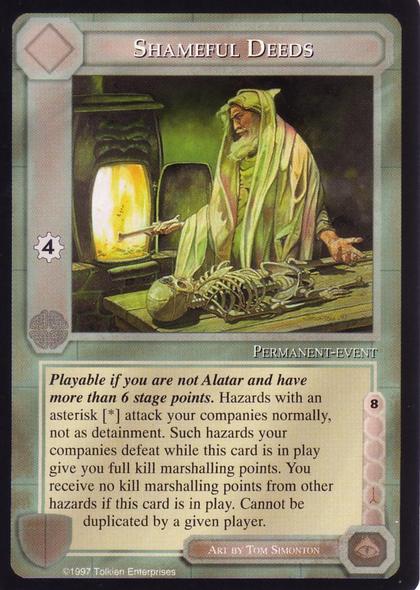 Shameful Deeds
4
Permanent-event
Playable if you are not Alatar and have
more than 6 stage points. Hazards with an
asterisk [*] attack your companies normally,
not as detainment. Such hazards your
companies defeat while this card is in play
give you full kill marshalling points. You
receive no kill marshalling points from other
hazards if this card is in play. Cannot be
duplicated by a given player.
8
Art by Tom Simonton
©1997 Tolkien Enterprises